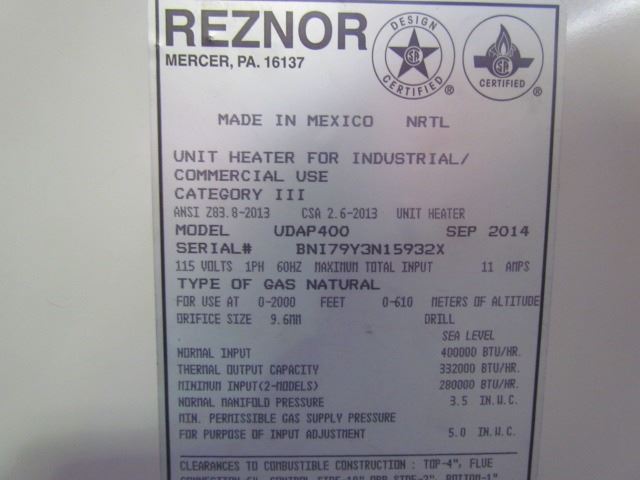 REZNOR
MERCER, PA. 16137
DESIGN CERTIFIED ®
CERTIFIED ®
MADE IN MEXICO NRTL
UNIT HEATER FOR INDUSTRIAL/
COMMERCIAL USE
CATEGORY III
ANSI Z83.8-2013 CSA 2.6-2013 UNIT HEATER
MODEL UDAP400 SEP 2014
SERIAL# BNI79Y3N15932X
115 VOLTS 1PH 60HZ MAXIMUM TOTAL INPUT 11 AMPS
TYPE OF GAS NATURAL
FOR USE AT 0-2000 FEET 0-610 METERS OF ALTITUDE
ORIFICE SIZE 9.6MM DRILL
SEA LEVEL
NORMAL INPUT 400000 BTU/HR.
THERMAL OUTPUT CAPACITY 332000 BTU/HR.
MINIMUM INPUT(2-MODELS) 280000 BTU/HR.
NORMAL MANIFOLD PRESSURE 3.5 IN.W.C.
MIN. PERMISSIBLE GAS SUPPLY PRESSURE
FOR PURPOSE OF INPUT ADJUSTMENT 5.0 IN.W.C.
CLEARANCES TO COMBUSTIBLE CONSTRUCTION : TOP-4", FLUE